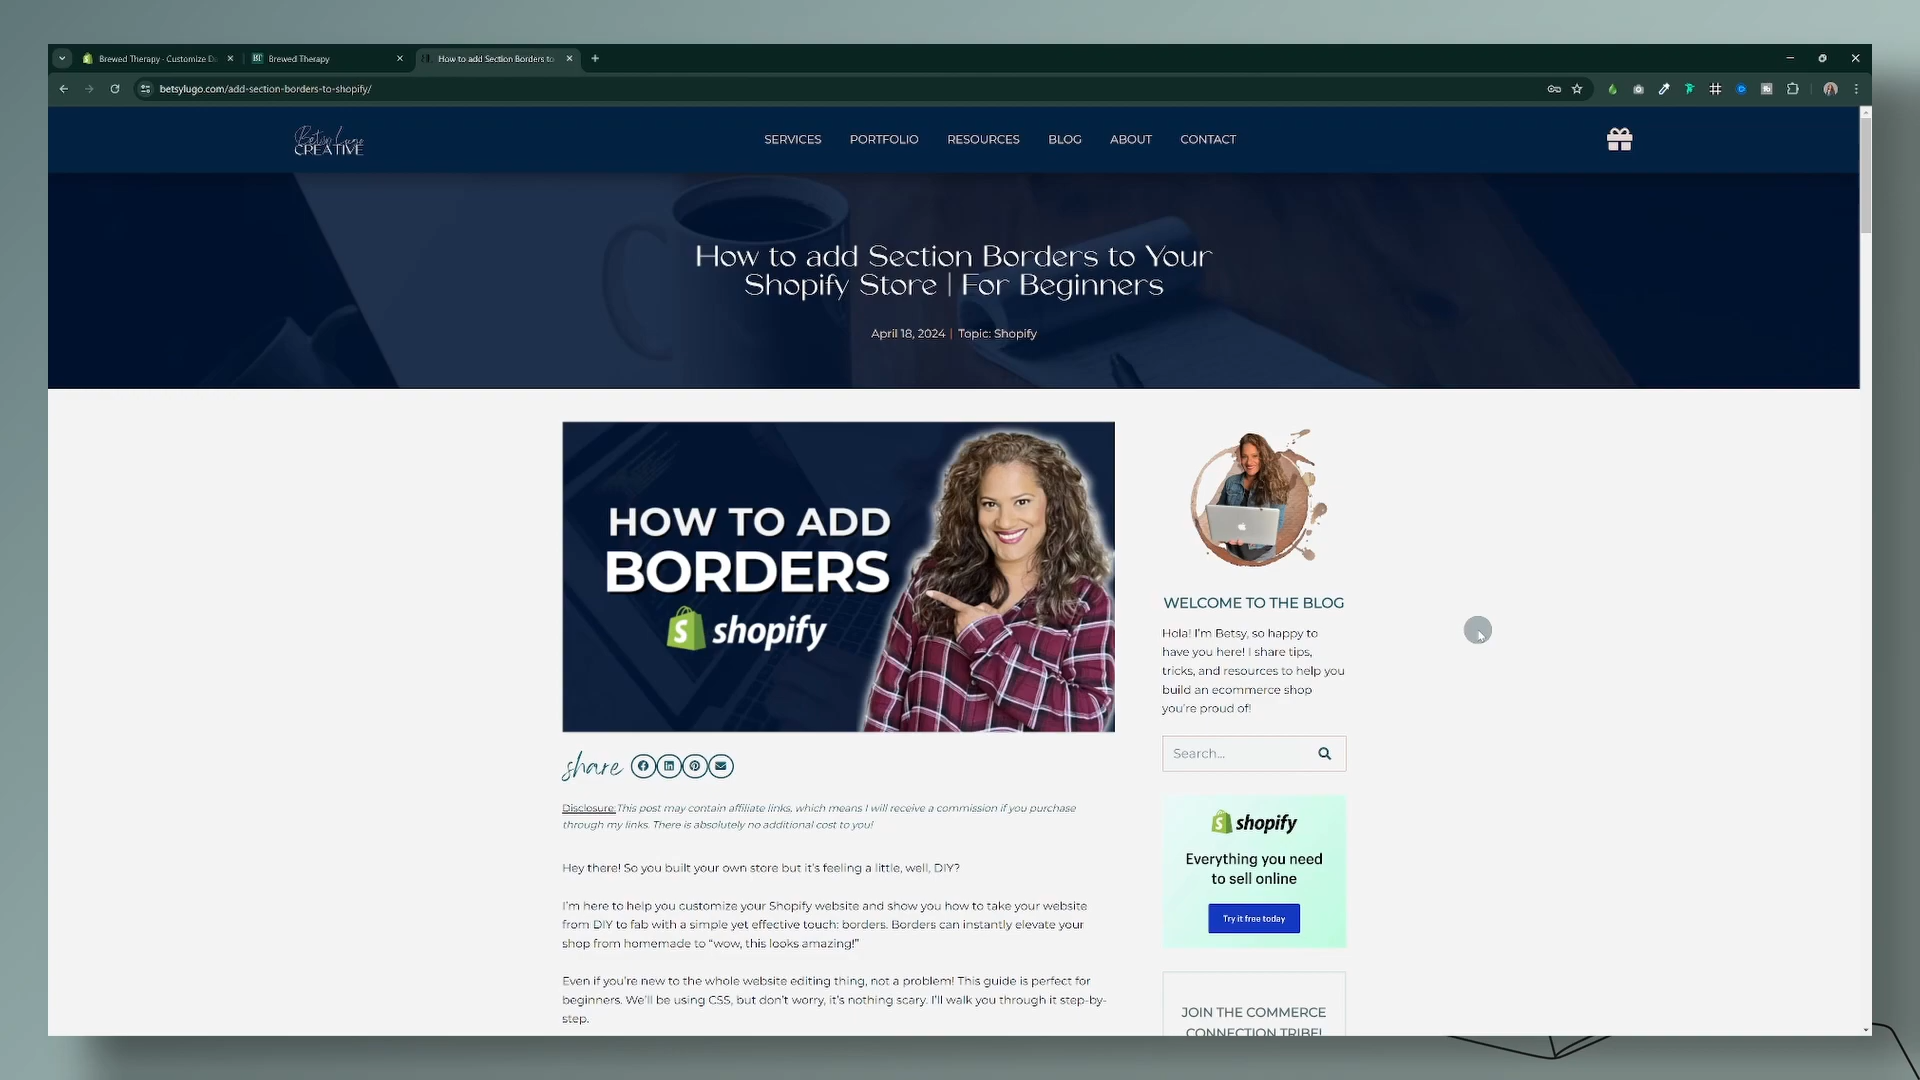 Brewed Therapy - Customize D
Brewed Therapy
How to add Section Borders to
betsylugo.com/add-section-borders-to-shopify/
Betsy Lugo
CREATIVE
SERVICES
PORTFOLIO
RESOURCES
BLOG
ABOUT
CONTACT
How to add Section Borders to Your
Shopify Store | For Beginners
April 18, 2024 | Topic: Shopify
HOW TO ADD
BORDERS
shopify
share
Disclosure: This post may contain affiliate links, which means I will receive a commission if you purchase
through my links. There is absolutely no additional cost to you!
Hey there! So you built your own store but it's feeling a little, well, DIY?
I'm here to help you customize your Shopify website and show you how to take your website
from DIY to fab with a simple yet effective touch: borders. Borders can instantly elevate your
shop from homemade to "wow, this looks amazing!"
Even if you're new to the whole website editing thing, not a problem! This guide is perfect for
beginners. We'll be using CSS, but don't worry, it's nothing scary. I'll walk you through it step-by-
step.
WELCOME TO THE BLOG
Hola! I'm Betsy, so happy to
have you here! I share tips,
tricks, and resources to help you
build an ecommerce shop
you're proud of!
Search...
shopify
Everything you need
to sell online
Try it free today
JOIN THE COMMERCE
CONNECTION TRIBE!